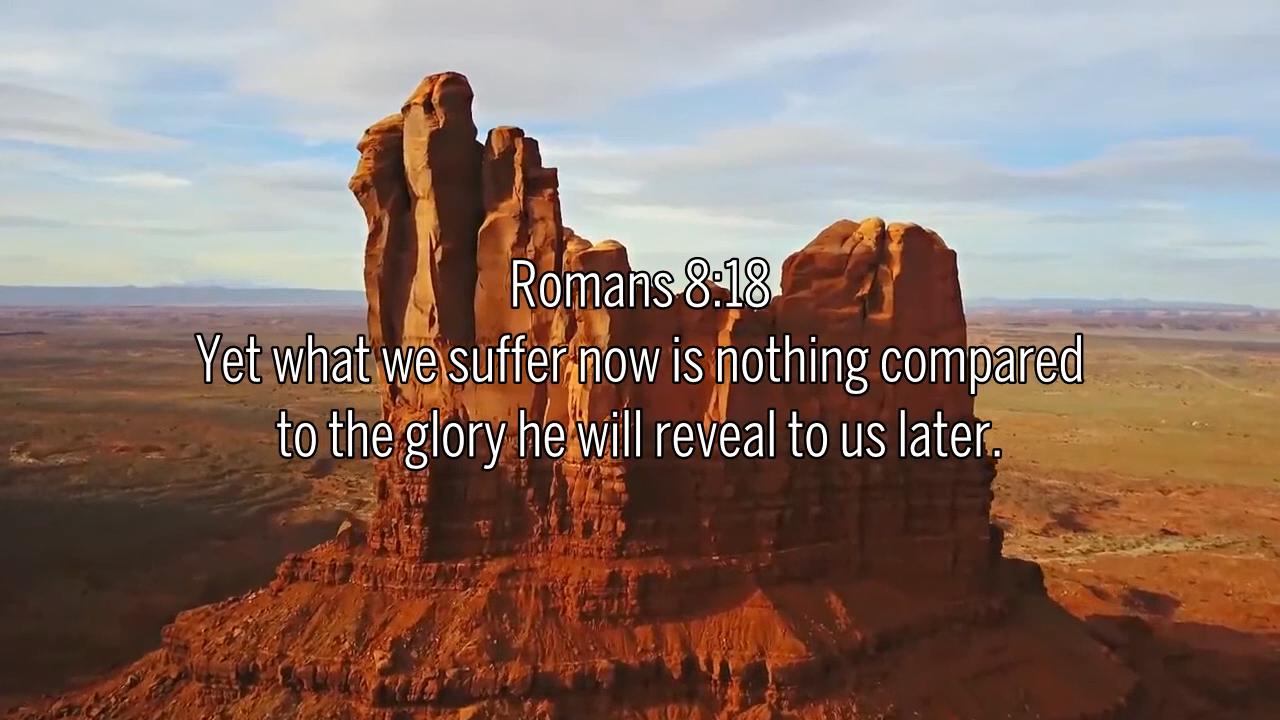 Romans 8:18
Yet what we suffer now is nothing compared
to the glory he will reveal to us later.